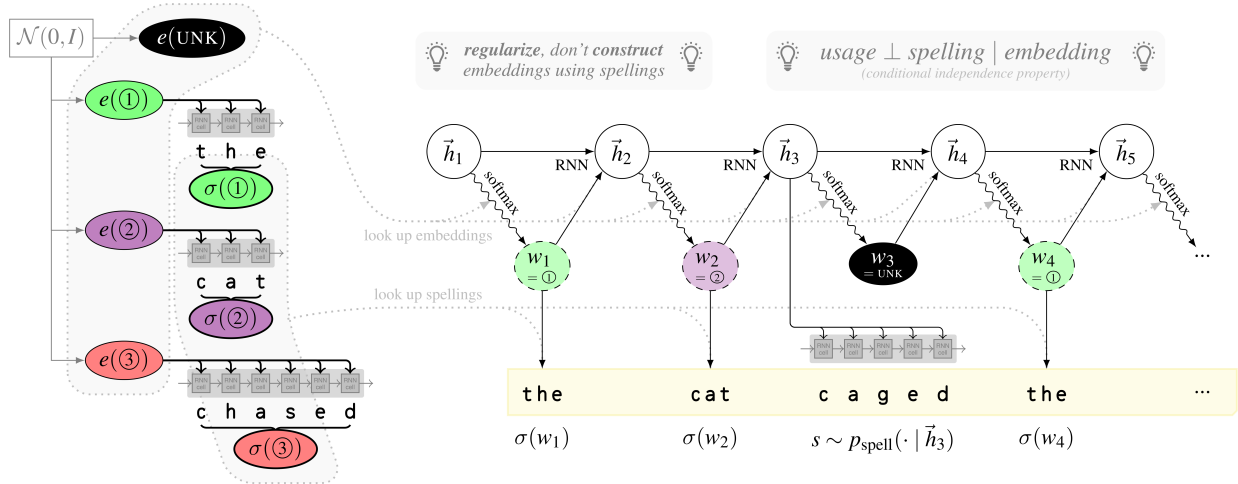 𝒩(0, I)
e(UNK)
e(①)
RNN cell RNN cell RNN cell
t h e
σ(①)
e(②)
RNN cell RNN cell RNN cell
c a t
σ(②)
e(③)
RNN cell RNN cell RNN cell RNN cell RNN cell RNN cell
c h a s e d
σ(③)
regularize, don't construct
embeddings using spellings
usage ⊥ spelling | embedding
(conditional independence property)
h⃗₁ RNN h⃗₂ RNN h⃗₃ RNN h⃗₄ RNN h⃗₅
softmax softmax softmax softmax softmax
look up embeddings
w₁ w₂ w₃ w₄ ...
= ① = ② = UNK = ①
look up spellings
RNN cell RNN cell RNN cell RNN cell RNN cell
the cat c a g e d the ...
σ(w₁) σ(w₂) s ∼ p_spell(· | h⃗₃) σ(w₄)